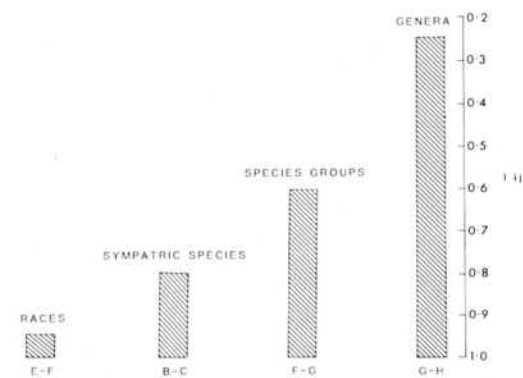 GENERA
0·2
0·3
0·4
0·5
SPECIES GROUPS
0·6
0·7
SYMPATRIC SPECIES
0·8
RACES
0·9
1·0
E-F
B-C
F-G
G-H